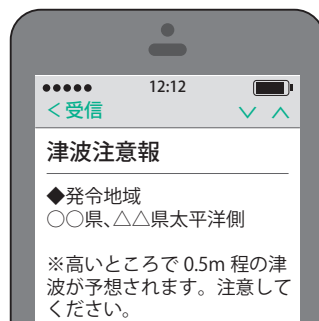 12:12
<受信
津波注意報
◆発令地域
○○県、△△県太平洋側
※高いところで 0.5m 程の津
波が予想されます。注意して
ください。